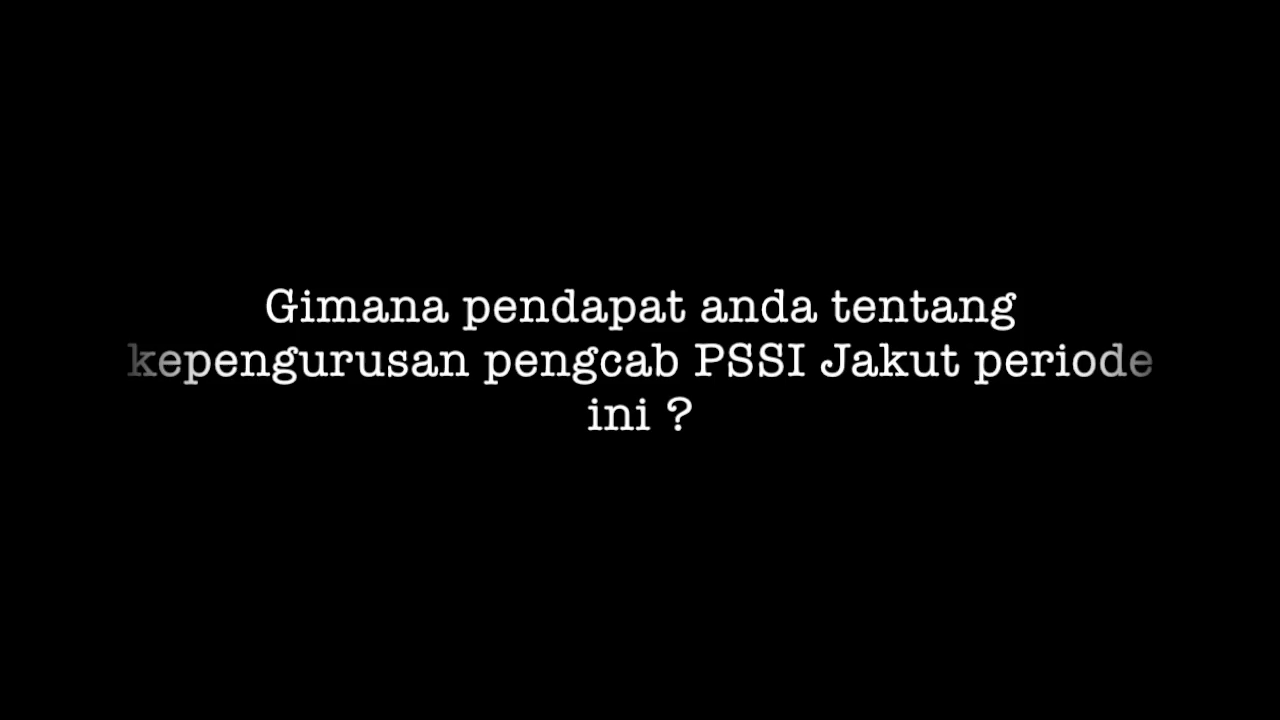 Gimana pendapat anda tentang
kepengurusan pengcab PSSI Jakut periode
ini ?